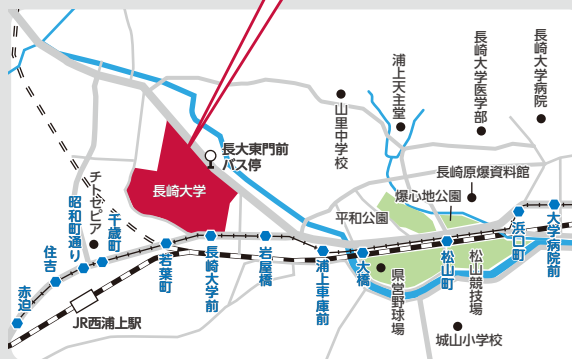 浦上天主堂
長崎大学医学部
長崎大学病院
山里中学校
長大東門前
バス停
長崎原爆資料館
チトセピア
長崎大学
爆心地公園
平和公園
昭和町通り
千歳町
住吉
赤迫
若葉町
長崎大学前
岩屋橋
浦上車庫前
大橋
松山町
浜口町
大学病院前
県営野球場
松山競技場
JR西浦上駅
城山小学校